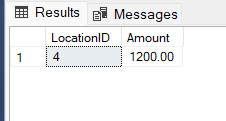 Results Messages
LocationID Amount
1 4 1200.00